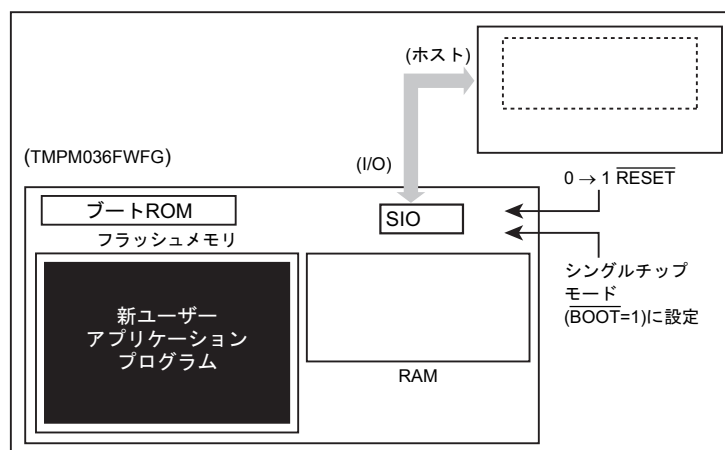 (ホスト)
(TMPM036FWFG)
(I/O)
0 → 1 RESET
ブートROM
SIO
フラッシュメモリ
シングルチップ
モード
(BOOT=1)に設定
新ユーザー
アプリケーション
プログラム
RAM